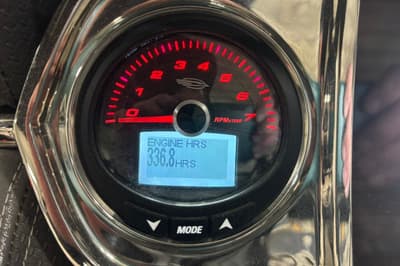 0 1 2 3 4 5 6 7
RPMx1000
ENGINE HRS
336.8 HRS
MODE